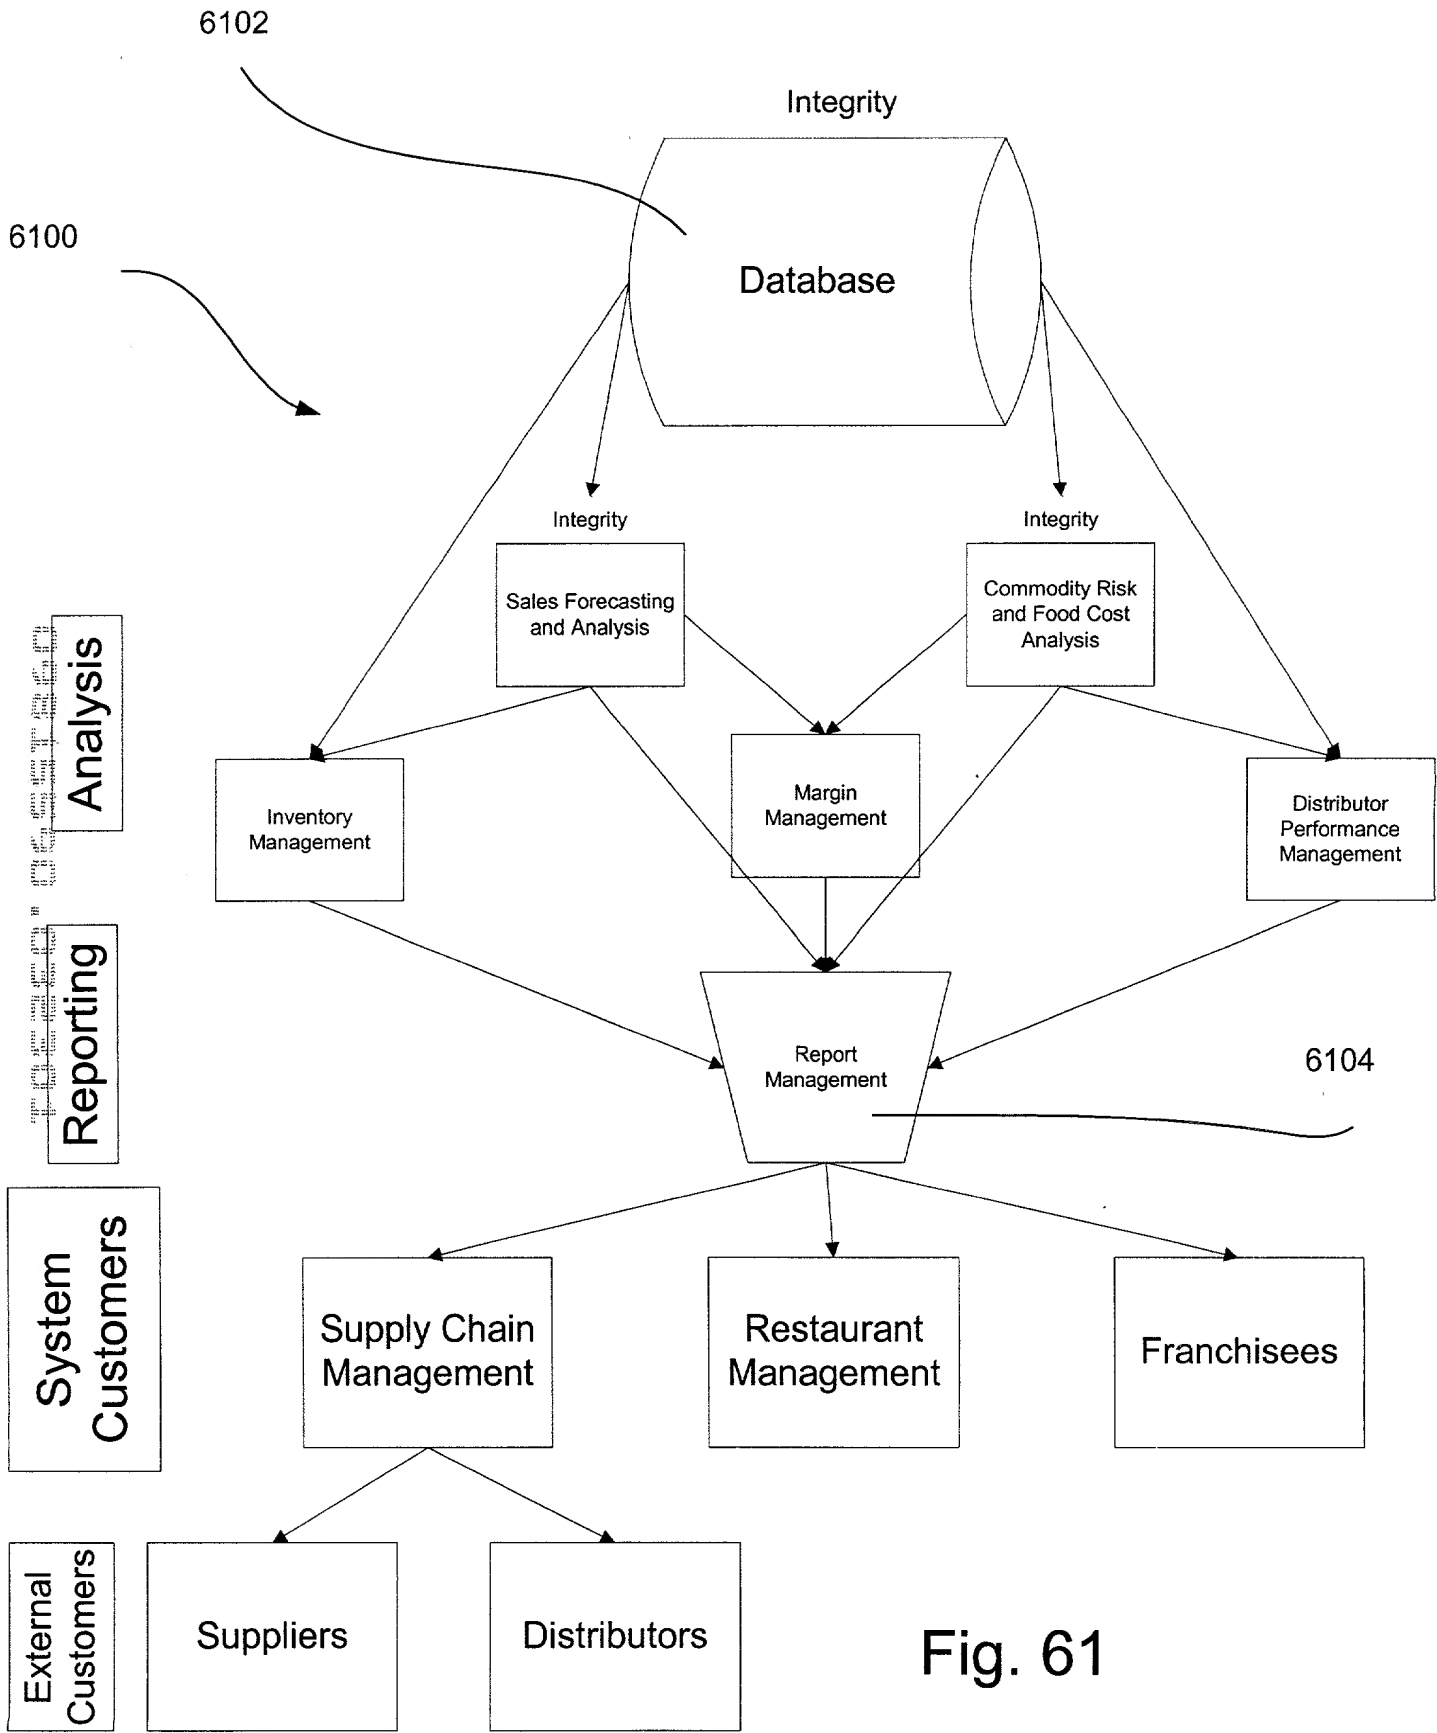 6102
Integrity
6100
Database
Integrity
Integrity
Sales Forecasting
and Analysis
Commodity Risk
and Food Cost
Analysis
Analysis
Inventory
Management
Margin
Management
Distributor
Performance
Management
Reporting
Report
Management
6104
System
Customers
Supply Chain
Management
Restaurant
Management
Franchisees
External
Customers
Suppliers
Distributors
Fig. 61